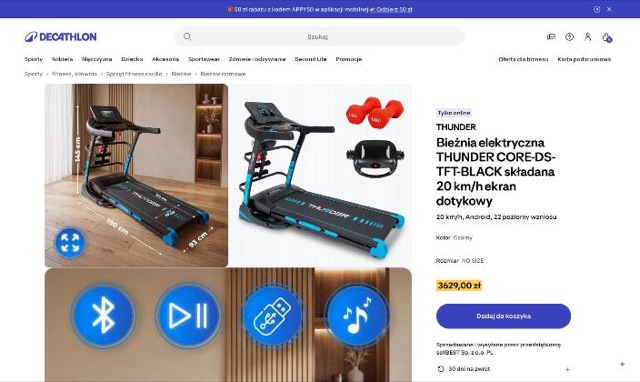 50 zł rabatu z kodem APPY50 w aplikacji mobilnej Odbierz 50 zł
DECATHLON
Szukaj
Sporty Kobieta Mężczyzna Dziecko Akcesoria Sportswear Zdrowie i odżywianie Second Life Promocje Oferta dla biznesu Karta podarunkowa
Sporty > Fitness, siłownia > Sprzęt fitness cardio > Bieżnie > Bieżnie domowe
145 cm
190 cm
93 cm
THUNDER
THUNDER
Tylko online
THUNDER
Bieżnia elektryczna
THUNDER CORE-DS-
TFT-BLACK składana
20 km/h ekran
dotykowy
20 km/h, Android, 22 poziomy wzniosu
Kolor Czarny
Rozmiar NO SIZE
3629,00 zł
Dodaj do koszyka
Sprzedawane i wysyłane przez przedsiębiorcę
sellBEST Sp. z o.o. PL
30 dni na zwrot